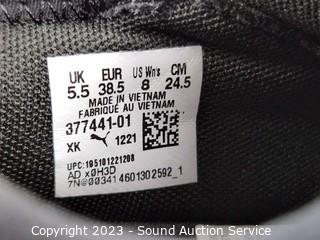 UK EUR US Wn's CM
5.5 38.5 8 24.5
MADE IN VIETNAM
FABRIQUÉ AU VIETNAM
377441-01
XK 1221
UPC:195101221208
AD x0H3D
7N@00341 4601302592_1
Copyright 2023 - Sound Auction Service